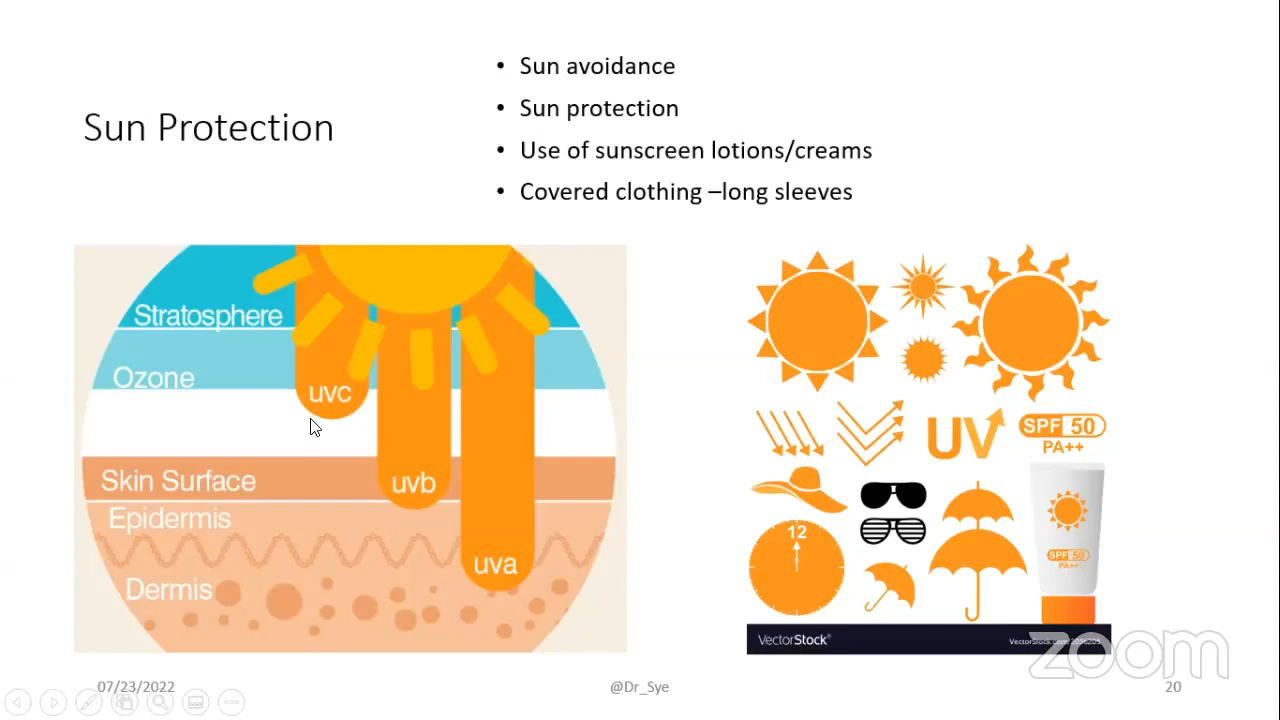 Sun Protection
• Sun avoidance
• Sun protection
• Use of sunscreen lotions/creams
• Covered clothing –long sleeves
Stratosphere
Ozone
uvc
Skin Surface
uvb
Epidermis
uva
Dermis
UV
SPF 50
PA++
12
SPF 50
PA++
VectorStock®
zoom
07/23/2022
@Dr_Sye
20